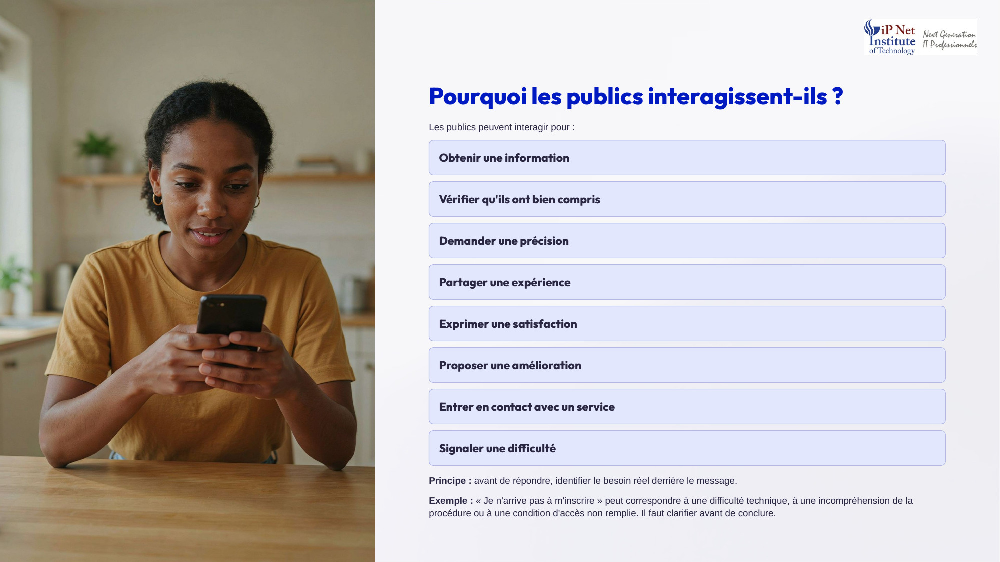 iP Net
Institute
of Technology
Next Generation
IT Professionnels
Pourquoi les publics interagissent-ils ?
Les publics peuvent interagir pour :
Obtenir une information
Vérifier qu'ils ont bien compris
Demander une précision
Partager une expérience
Exprimer une satisfaction
Proposer une amélioration
Entrer en contact avec un service
Signaler une difficulté
Principe : avant de répondre, identifier le besoin réel derrière le message.
Exemple : « Je n'arrive pas à m'inscrire » peut correspondre à une difficulté technique, à une incompréhension de la
procédure ou à une condition d'accès non remplie. Il faut clarifier avant de conclure.